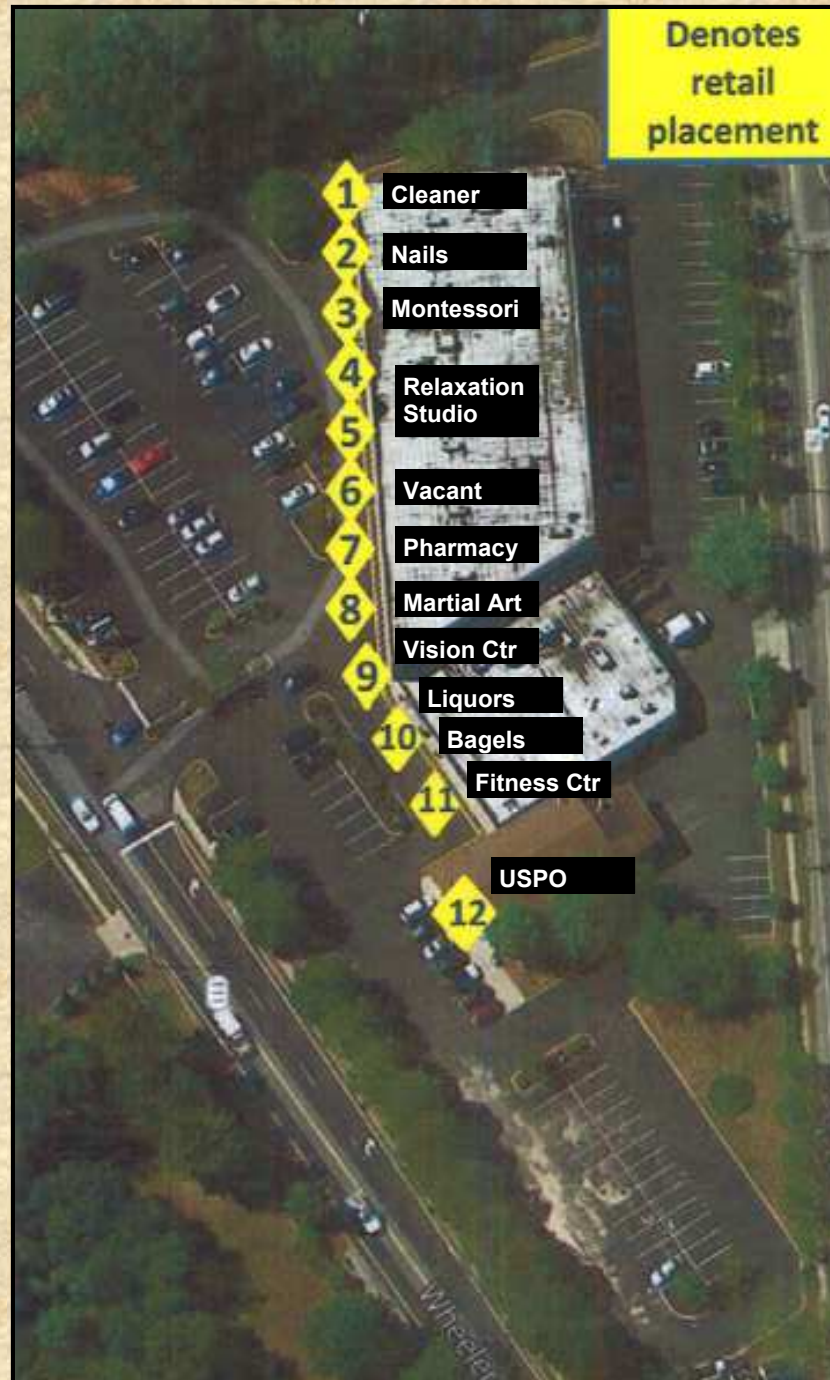 Denotes
retail
placement
1 Cleaner
2 Nails
3 Montessori
4
Relaxation
Studio
5
6 Vacant
7 Pharmacy
8 Martial Art
Vision Ctr
9
Liquors
10 Bagels
Fitness Ctr
11
USPO
12
Wheeler